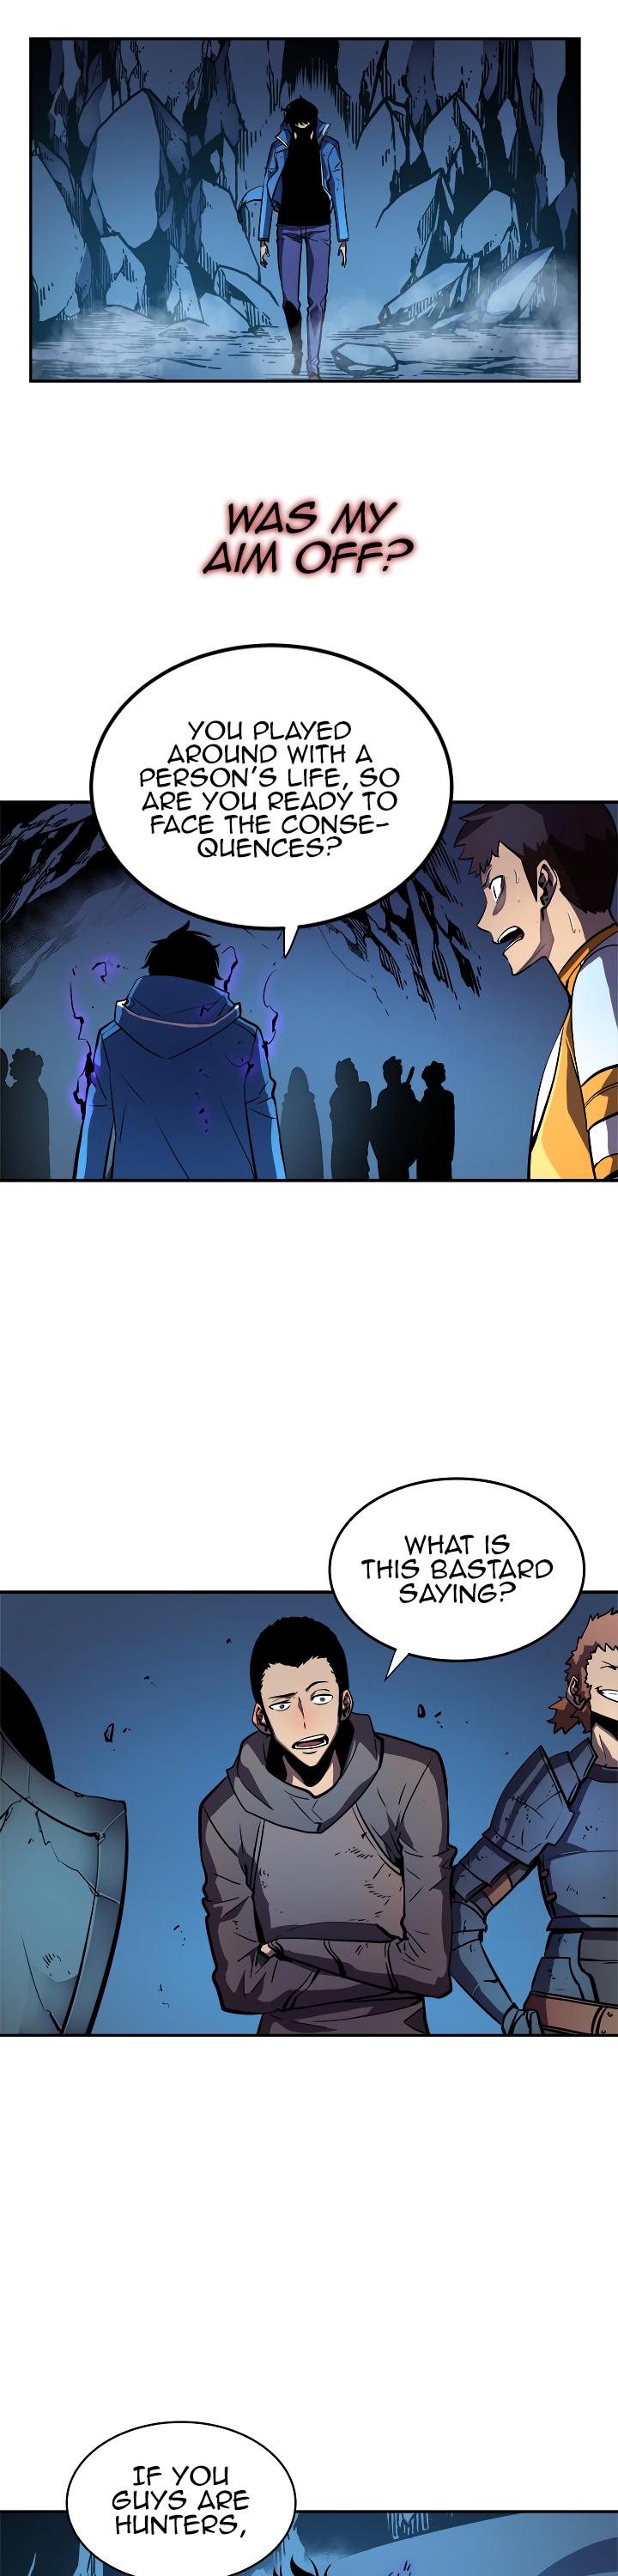 WAS MY
AIM OFF?
YOU PLAYED
AROUND WITH A
PERSON'S LIFE, SO
ARE YOU READY TO
FACE THE CONSE-
QUENCES?
WHAT IS
THIS BASTARD
SAYING?
IF YOU
GUYS ARE
HUNTERS,